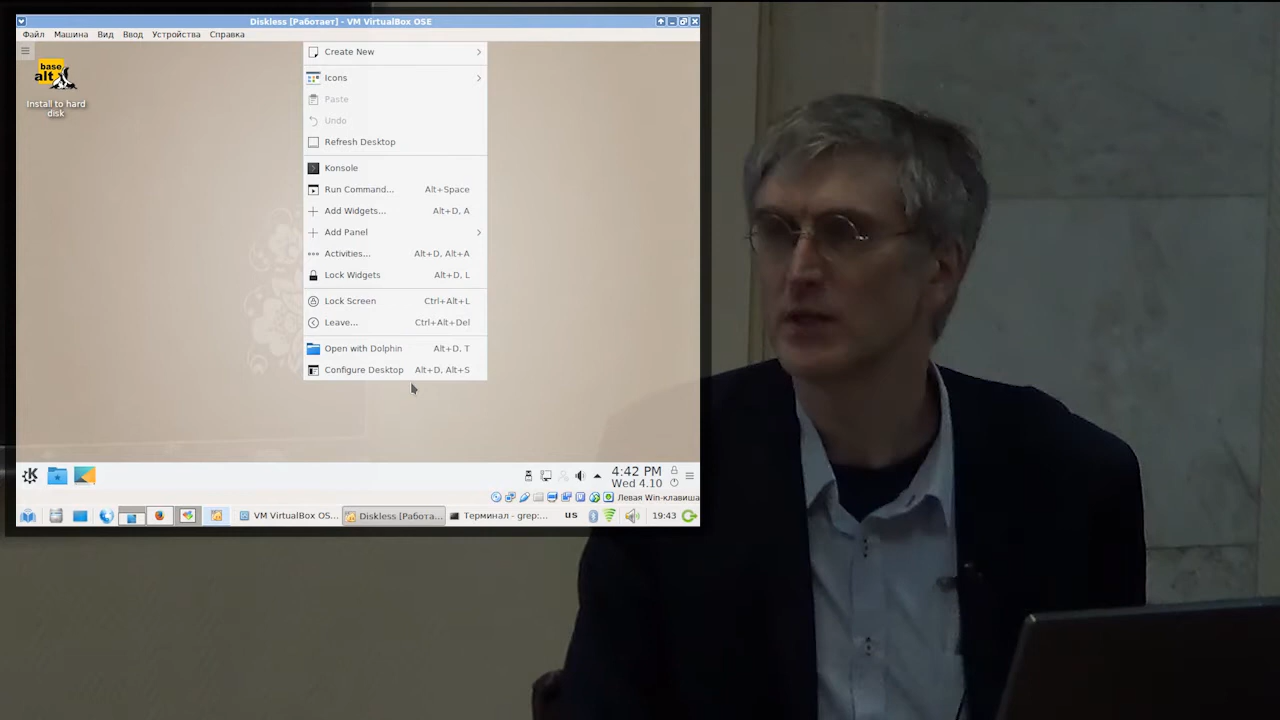 Diskless [Работает] - VM VirtualBox OSE
Файл Машина Вид Ввод Устройства Справка
base
alt
Install to hard
disk
Create New
Icons
Paste
Undo
Refresh Desktop
Konsole
Run Command... Alt+Space
Add Widgets... Alt+D, A
Add Panel
Activities... Alt+D, Alt+A
Lock Widgets Alt+D, L
Lock Screen Ctrl+Alt+L
Leave... Ctrl+Alt+Del
Open with Dolphin Alt+D, T
Configure Desktop Alt+D, Alt+S
4:42 PM
Wed 4.10
Левая Win-клавиша
VM VirtualBox OS... Diskless [Работа... Терминал - grep:... us 19:43